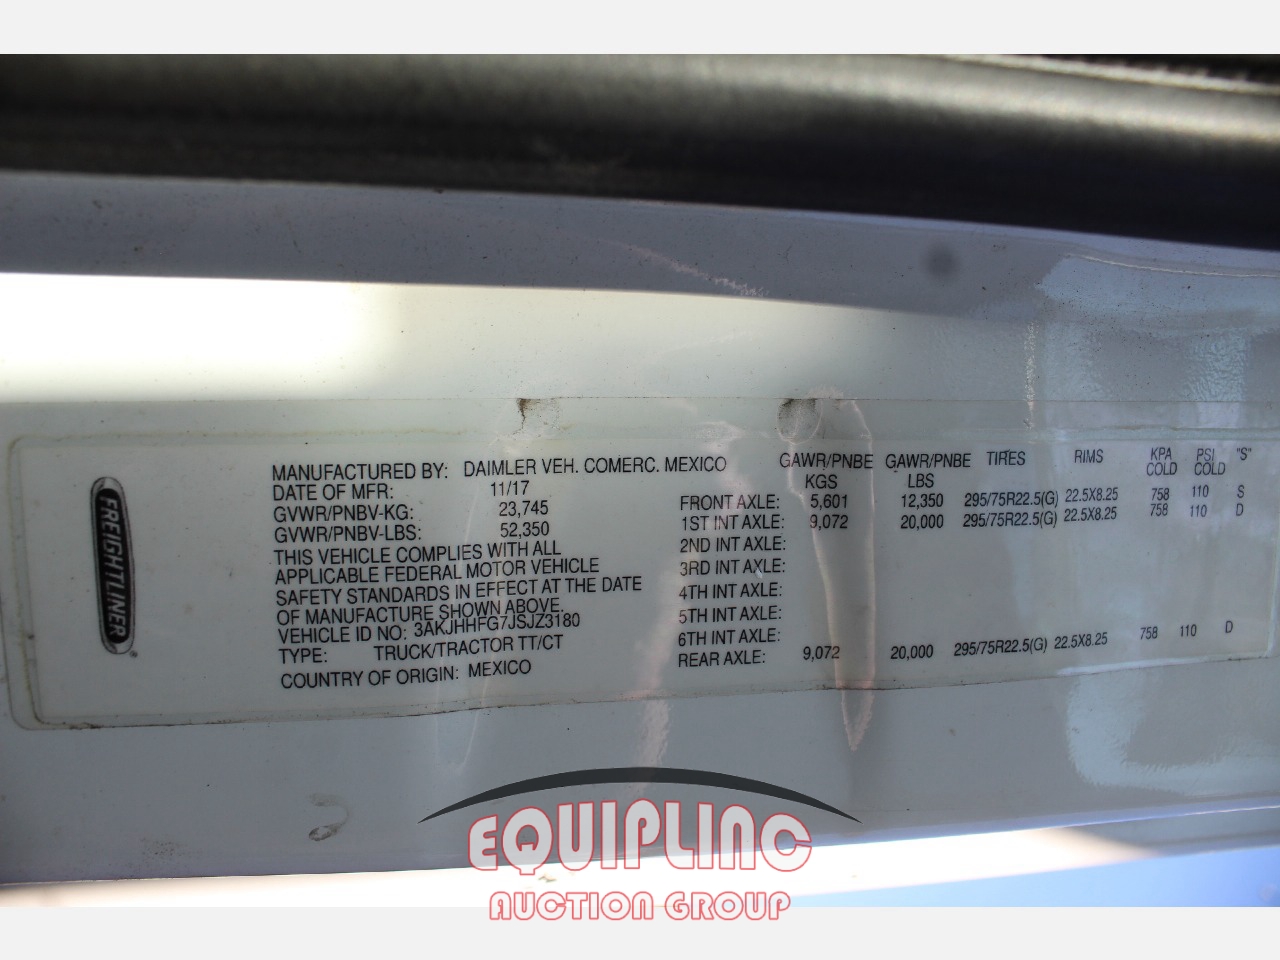 FREIGHTLINER
MANUFACTURED BY: DAIMLER VEH. COMERC. MEXICO
DATE OF MFR: 11/17
GVWR/PNBV-KG: 23,745
GVWR/PNBV-LBS: 52,350
THIS VEHICLE COMPLIES WITH ALL
APPLICABLE FEDERAL MOTOR VEHICLE
SAFETY STANDARDS IN EFFECT AT THE DATE
OF MANUFACTURE SHOWN ABOVE.
VEHICLE ID NO: 3AKJHHFG7JSJZ3180
TYPE: TRUCK/TRACTOR TT/CT
COUNTRY OF ORIGIN: MEXICO
GAWR/PNBE GAWR/PNBE TIRES RIMS KPA PSI "S"
KGS LBS COLD COLD
FRONT AXLE: 5,601 12,350 295/75R22.5(G) 22.5X8.25 758 110 S
1ST INT AXLE: 9,072 20,000 295/75R22.5(G) 22.5X8.25 758 110 D
2ND INT AXLE:
3RD INT AXLE:
4TH INT AXLE:
5TH INT AXLE:
6TH INT AXLE:
REAR AXLE: 9,072 20,000 295/75R22.5(G) 22.5X8.25 758 110 D
EQUIPLINC
AUCTION GROUP